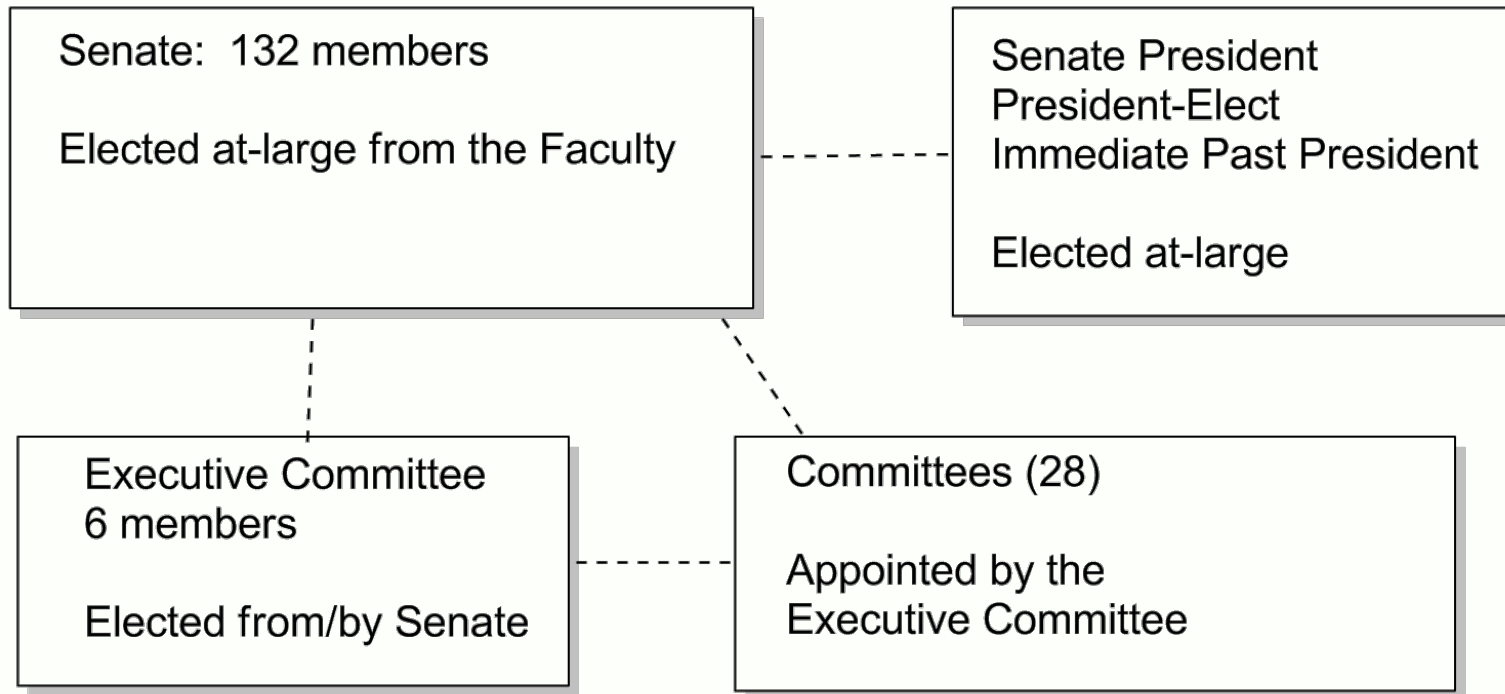 Senate:  132 members
Elected at-large from the Faculty
Senate President
President-Elect
Immediate Past President
Elected at-large
Executive Committee
6 members
Elected from/by Senate
Committees (28)
Appointed by the
Executive Committee